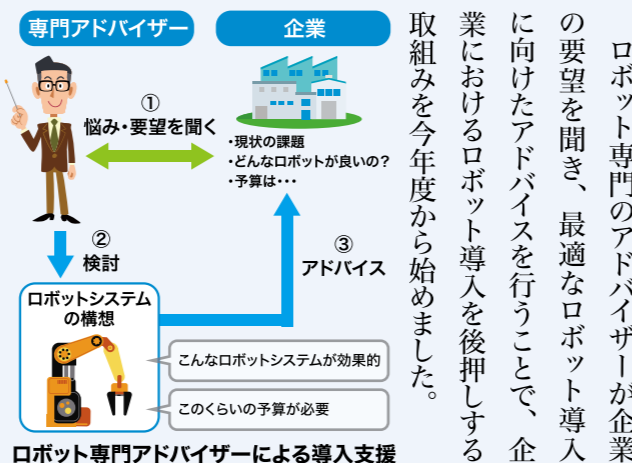 ロボット専門のアドバイザーが企業
の要望を聞き、最適なロボット導入
に向けたアドバイスを行うことで、企
業におけるロボット導入を後押しする
取組みを今年度から始めました。
専門アドバイザー
企業
①
悩み・要望を聞く
・現状の課題
・どんなロボットが良いの?
・予算は・・・
②
検討
③
アドバイス
ロボットシステム
の構想
こんなロボットシステムが効果的
このくらいの予算が必要
ロボット専門アドバイザーによる導入支援